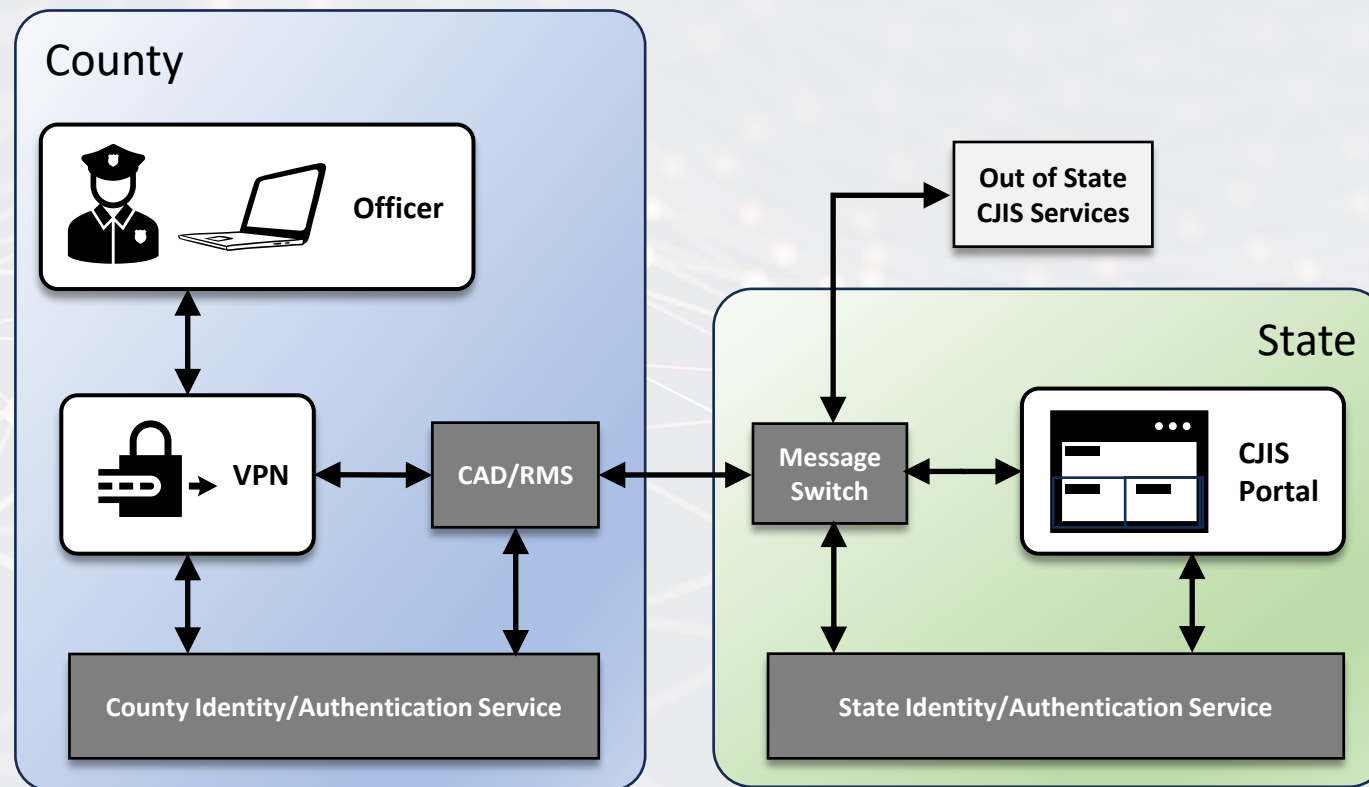 County
Officer
VPN
CAD/RMS
County Identity/Authentication Service
Out of State
CJIS Services
State
Message
Switch
CJIS
Portal
State Identity/Authentication Service